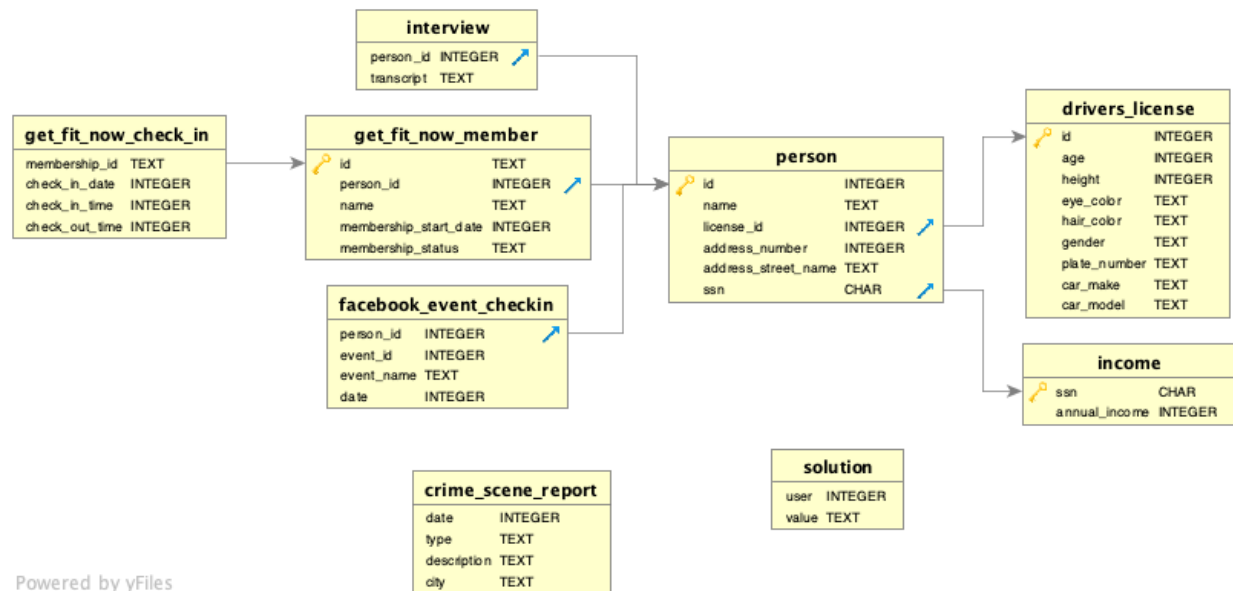 interview
person_id INTEGER
transcript TEXT
get_fit_now_check_in
membership_id TEXT
check_in_date INTEGER
check_in_time INTEGER
check_out_time INTEGER
get_fit_now_member
id TEXT
person_id INTEGER
name TEXT
membership_start_date INTEGER
membership_status TEXT
person
id INTEGER
name TEXT
license_id INTEGER
address_number INTEGER
address_street_name TEXT
ssn CHAR
drivers_license
id INTEGER
age INTEGER
height INTEGER
eye_color TEXT
hair_color TEXT
gender TEXT
plate_number TEXT
car_make TEXT
car_model TEXT
facebook_event_checkin
person_id INTEGER
event_id INTEGER
event_name TEXT
date INTEGER
income
ssn CHAR
annual_income INTEGER
solution
user INTEGER
value TEXT
crime_scene_report
date INTEGER
type TEXT
description TEXT
city TEXT
Powered by yFiles